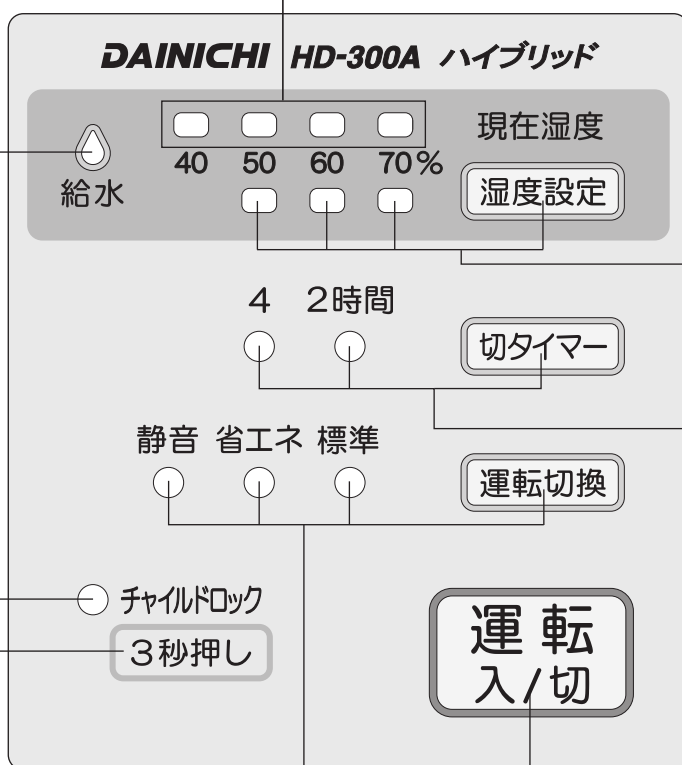 DAINICHI HD-300A ハイブリッド
現在湿度
40 50 60 70%
給水
湿度設定
4 2時間
切タイマー
静音 省エネ 標準
運転切換
チャイルドロック
3秒押し
運転
入/切